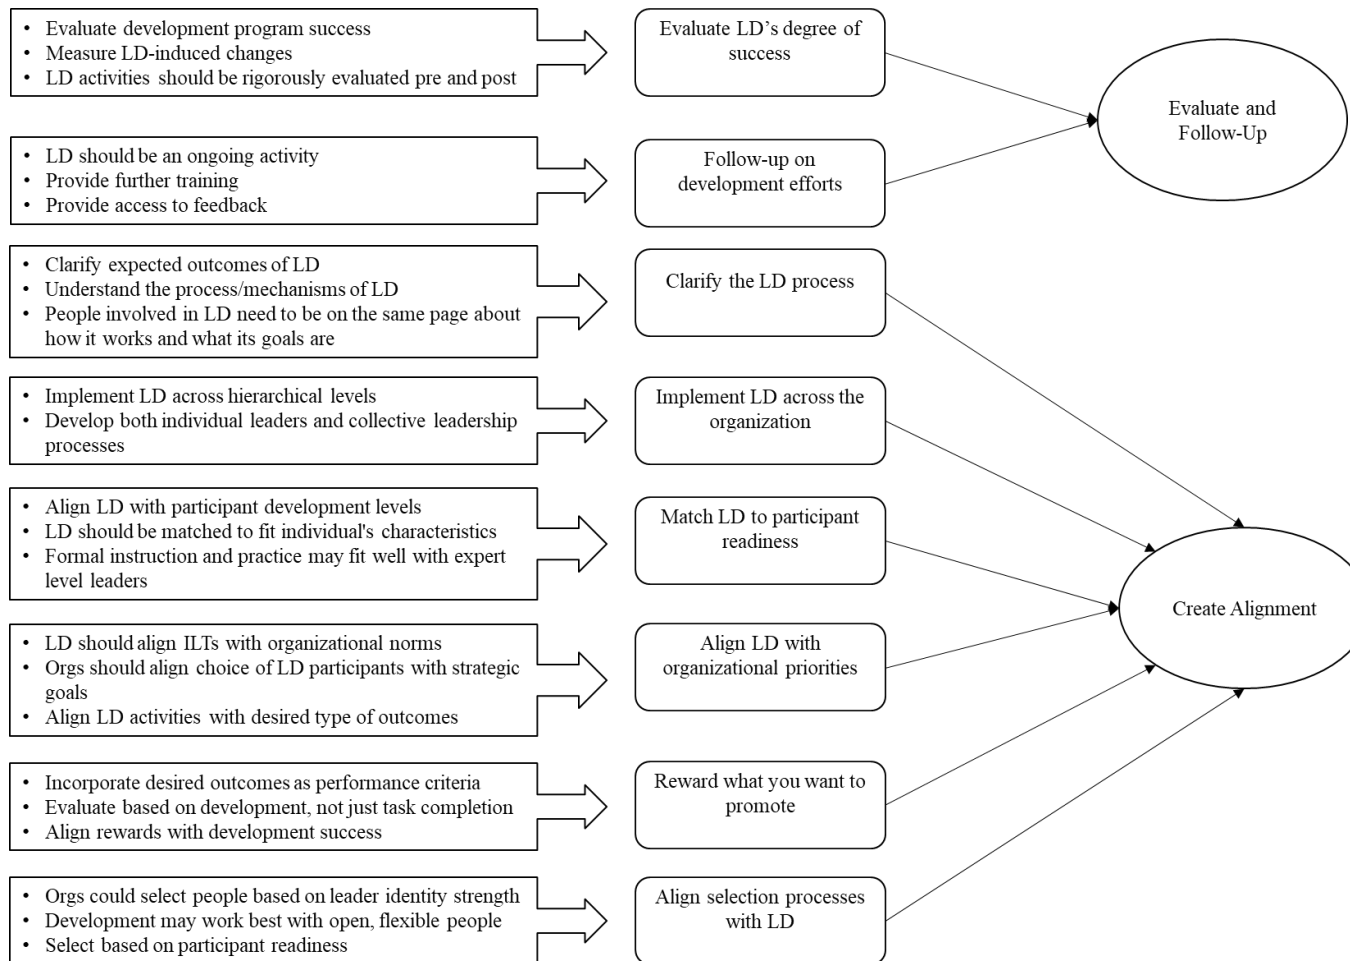 • Evaluate development program success
• Measure LD-induced changes
• LD activities should be rigorously evaluated pre and post
Evaluate LD’s degree of
success
Evaluate and
Follow-Up
• LD should be an ongoing activity
• Provide further training
• Provide access to feedback
Follow-up on
development efforts
• Clarify expected outcomes of LD
• Understand the process/mechanisms of LD
• People involved in LD need to be on the same page about
how it works and what its goals are
Clarify the LD process
• Implement LD across hierarchical levels
• Develop both individual leaders and collective leadership
processes
Implement LD across the
organization
• Align LD with participant development levels
• LD should be matched to fit individual's characteristics
• Formal instruction and practice may fit well with expert
level leaders
Match LD to participant
readiness
Create Alignment
• LD should align ILTs with organizational norms
• Orgs should align choice of LD participants with strategic
goals
• Align LD activities with desired type of outcomes
Align LD with
organizational priorities
• Incorporate desired outcomes as performance criteria
• Evaluate based on development, not just task completion
• Align rewards with development success
Reward what you want to
promote
• Orgs could select people based on leader identity strength
• Development may work best with open, flexible people
• Select based on participant readiness
Align selection processes
with LD